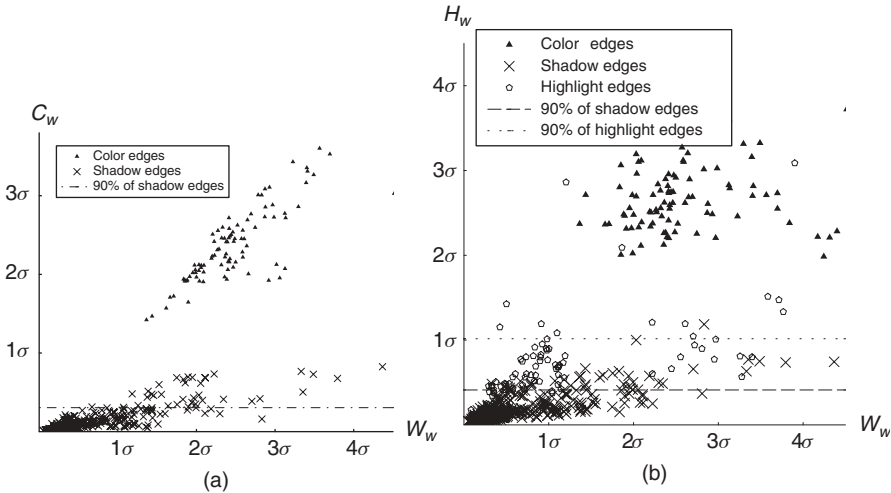 C_w
Color edges
Shadow edges
90% of shadow edges
3σ
2σ
1σ
1σ
2σ
3σ
4σ
W_w
(a)
H_w
Color edges
Shadow edges
Highlight edges
90% of shadow edges
90% of highlight edges
4σ
3σ
2σ
1σ
1σ
2σ
3σ
4σ
W_w
(b)